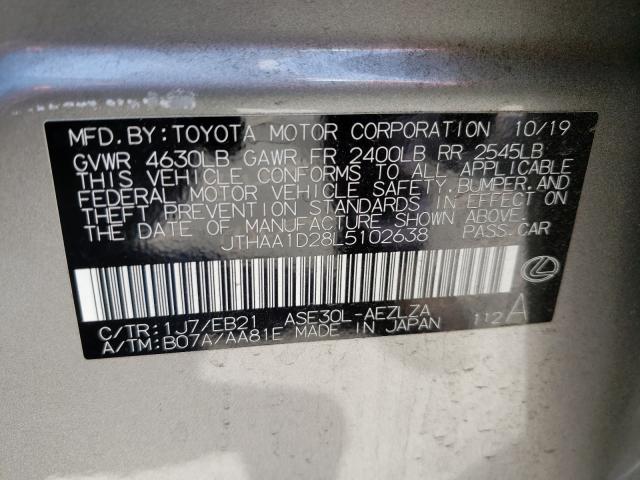 MFD. BY: TOYOTA MOTOR CORPORATION 10/19
GVWR 4630LB GAWR FR 2400LB RR 2545LB
THIS VEHICLE CONFORMS TO ALL APPLICABLE
FEDERAL MOTOR VEHICLE SAFETY, BUMPER, AND
THEFT PREVENTION STANDARDS IN EFFECT ON
THE DATE OF MANUFACTURE SHOWN ABOVE.
JTHAA1D28L5102638 PASS.CAR
C/TR: 1J7/EB21 ASE30L-AEZLZA
A/TM: B07A/AA81E MADE IN JAPAN 112A